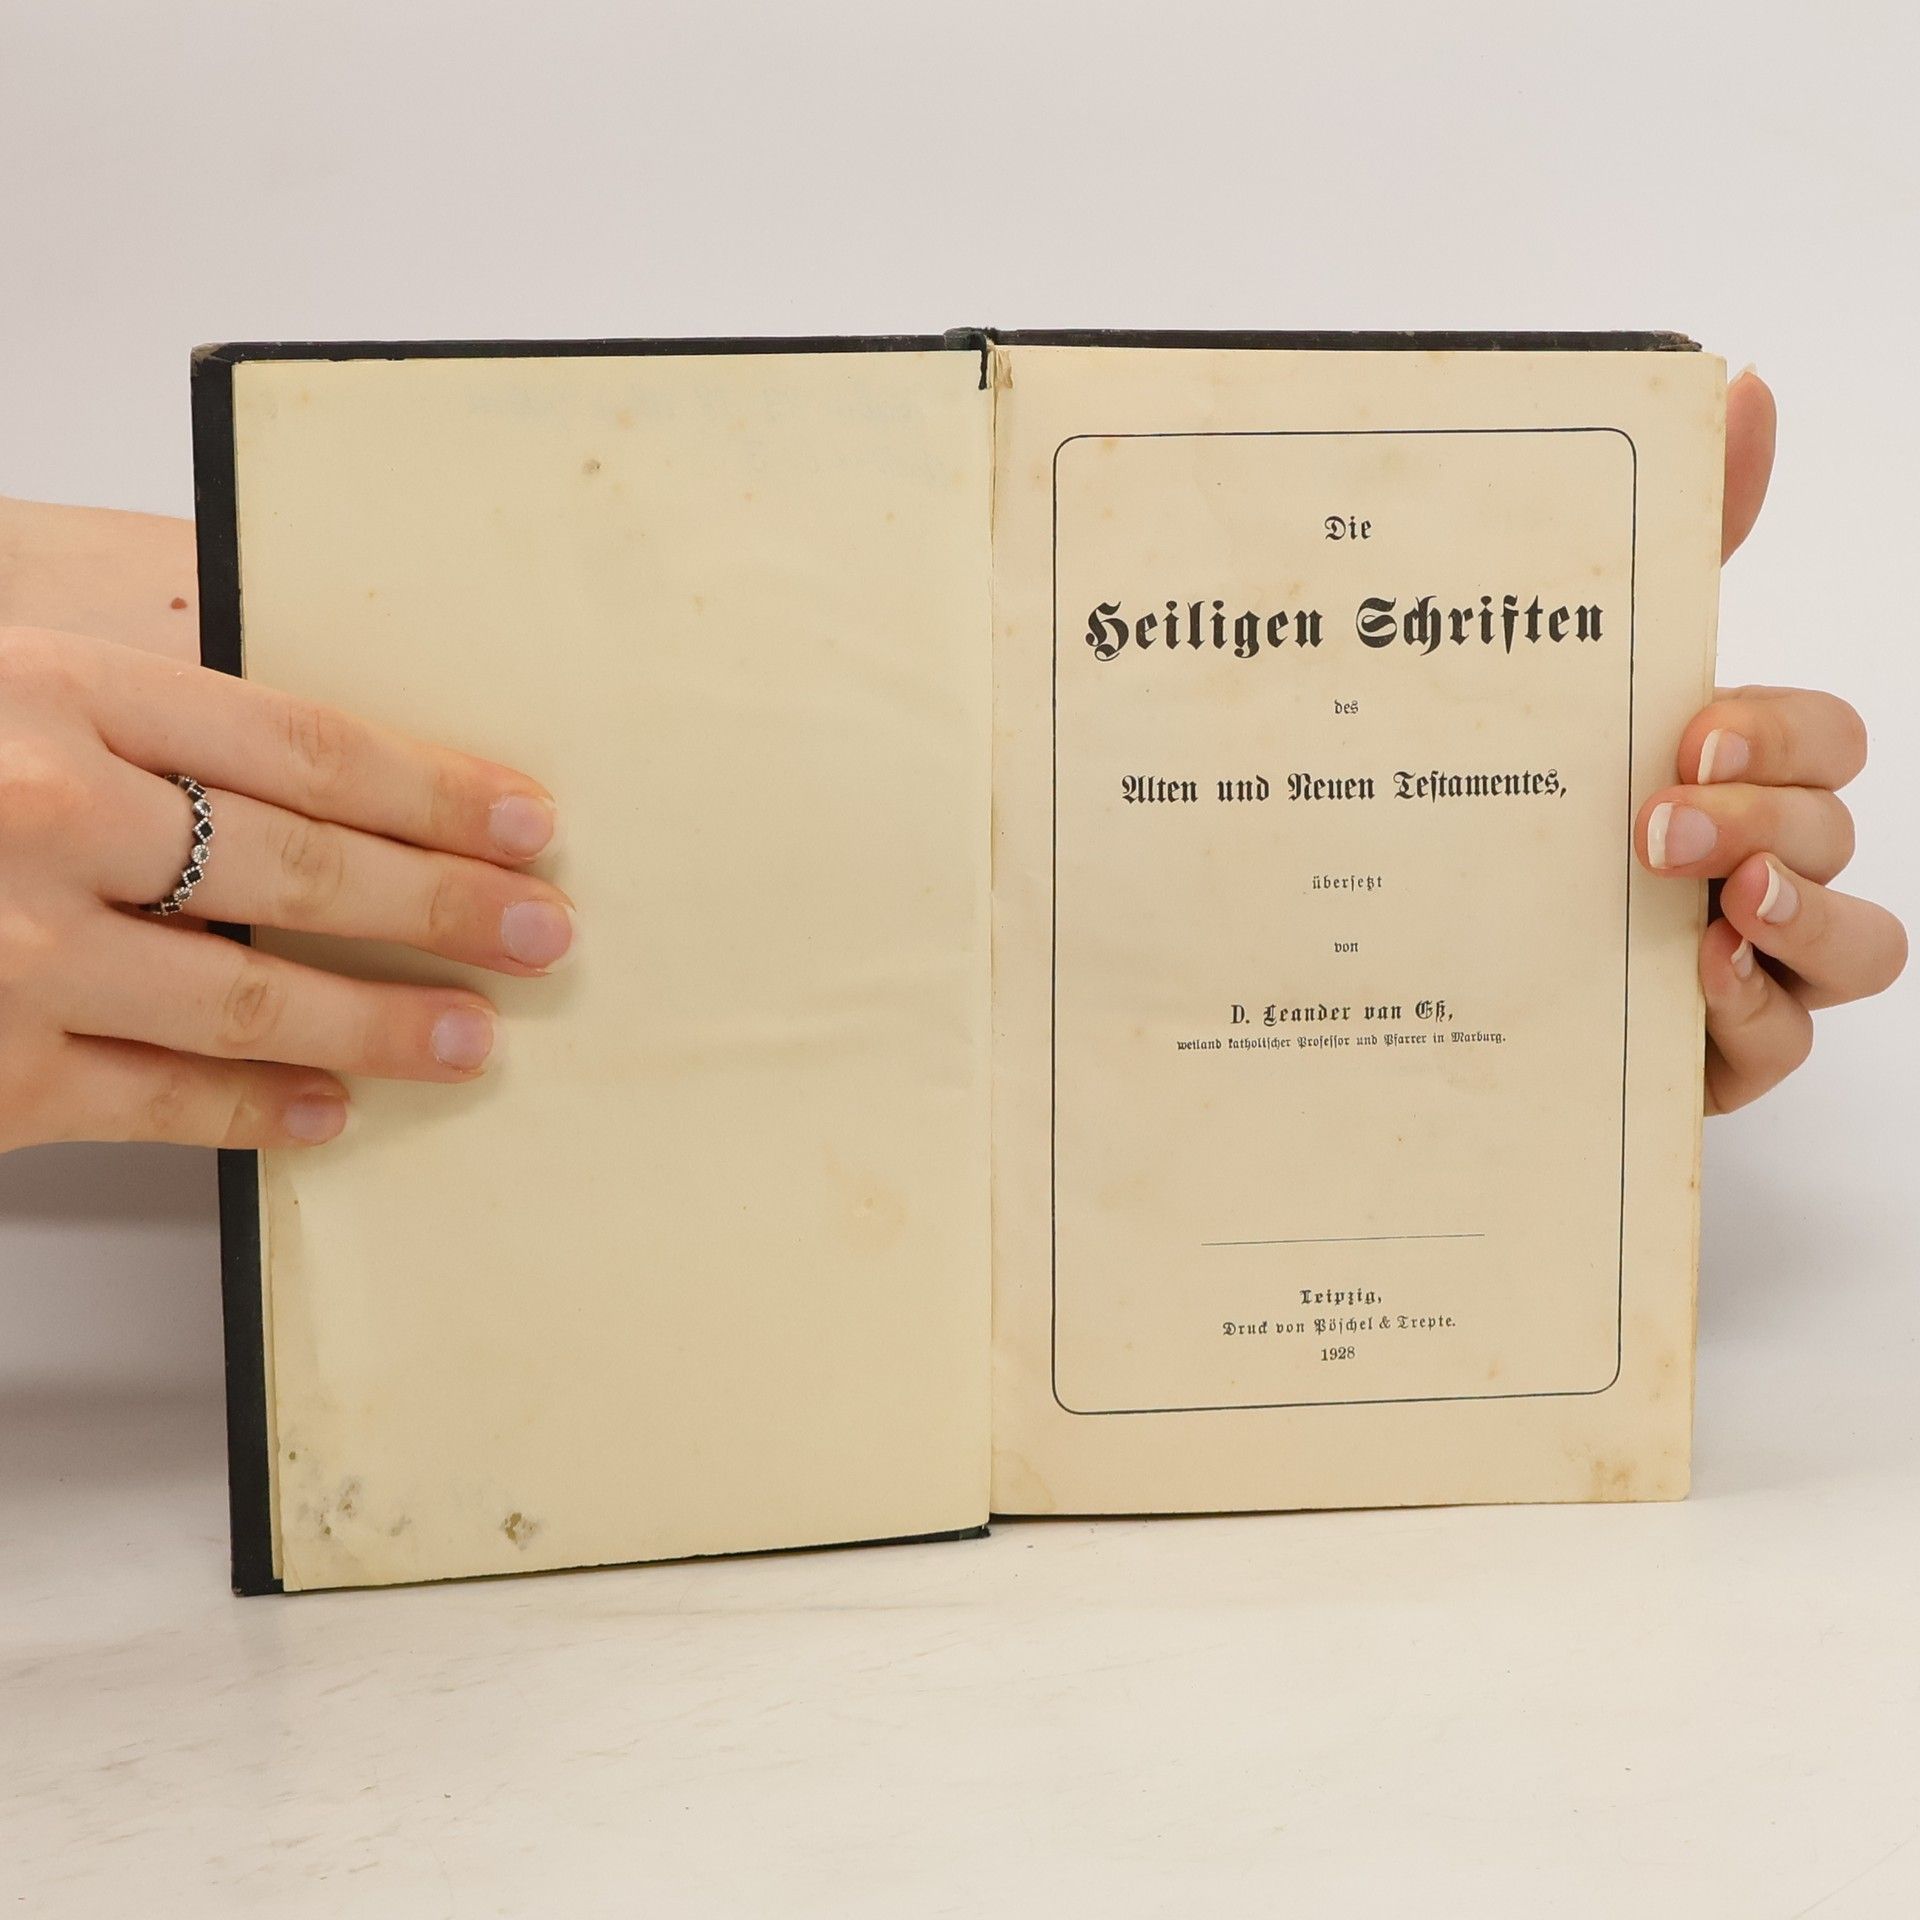 Die
Heiligen Schriften
des
Alten und Neuen Testamentes,
übersetzt
von
D. Leander van Eß,
weiland katholischer Professor und Pfarrer in Marburg.
Leipzig,
Druck von Pöschel & Trepte.
1928